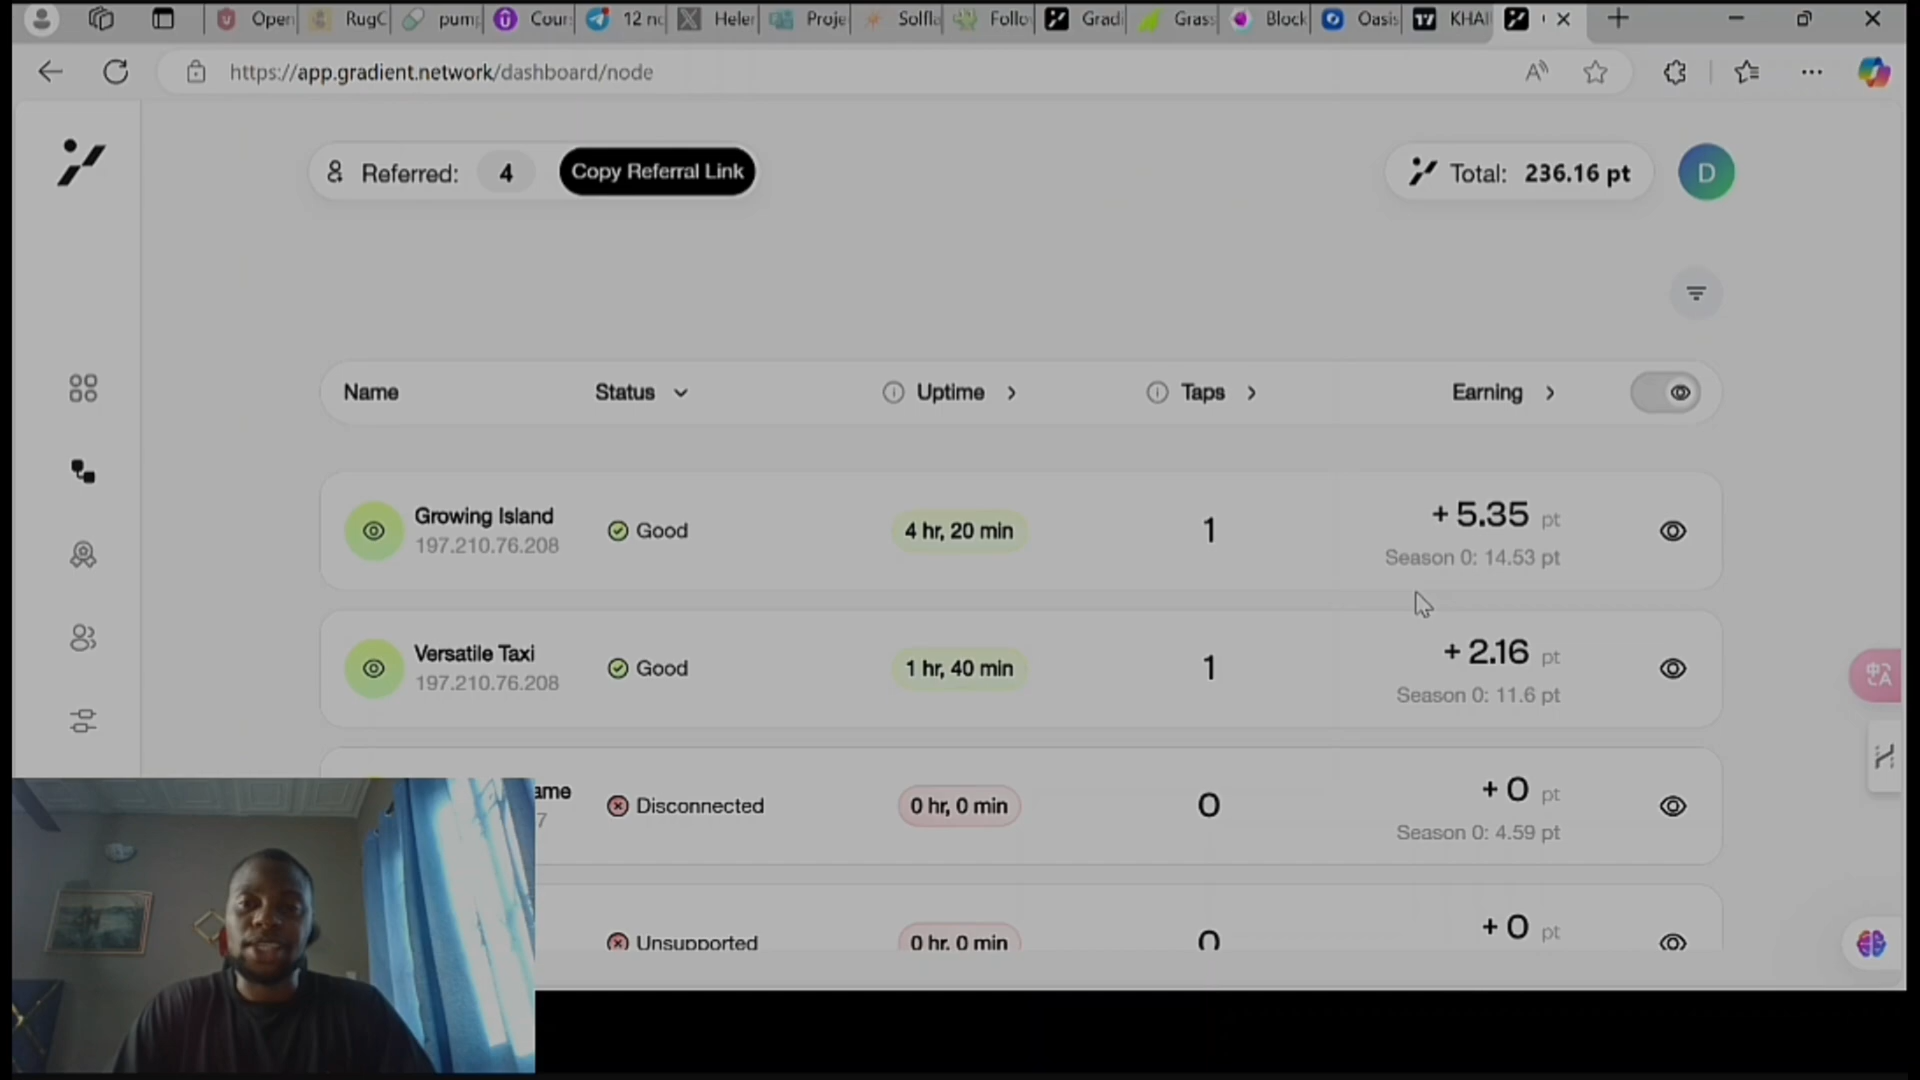 Open
RugC
pump
Cour
12 no
Heler
Proje
Solfla
Follo
Gradi
Grass
Block
Oasis
KHAI
https://app.gradient.network/dashboard/node
Referred: 4 Copy Referral Link
Total: 236.16 pt D
Name Status Uptime Taps Earning
Growing Island
197.210.76.208
Good 4 hr, 20 min 1 + 5.35 pt
Season 0: 14.53 pt
Versatile Taxi
197.210.76.208
Good 1 hr, 40 min 1 + 2.16 pt
Season 0: 11.6 pt
ame
7
Disconnected 0 hr, 0 min 0 + 0 pt
Season 0: 4.59 pt
Unsupported 0 hr, 0 min 0 + 0 pt